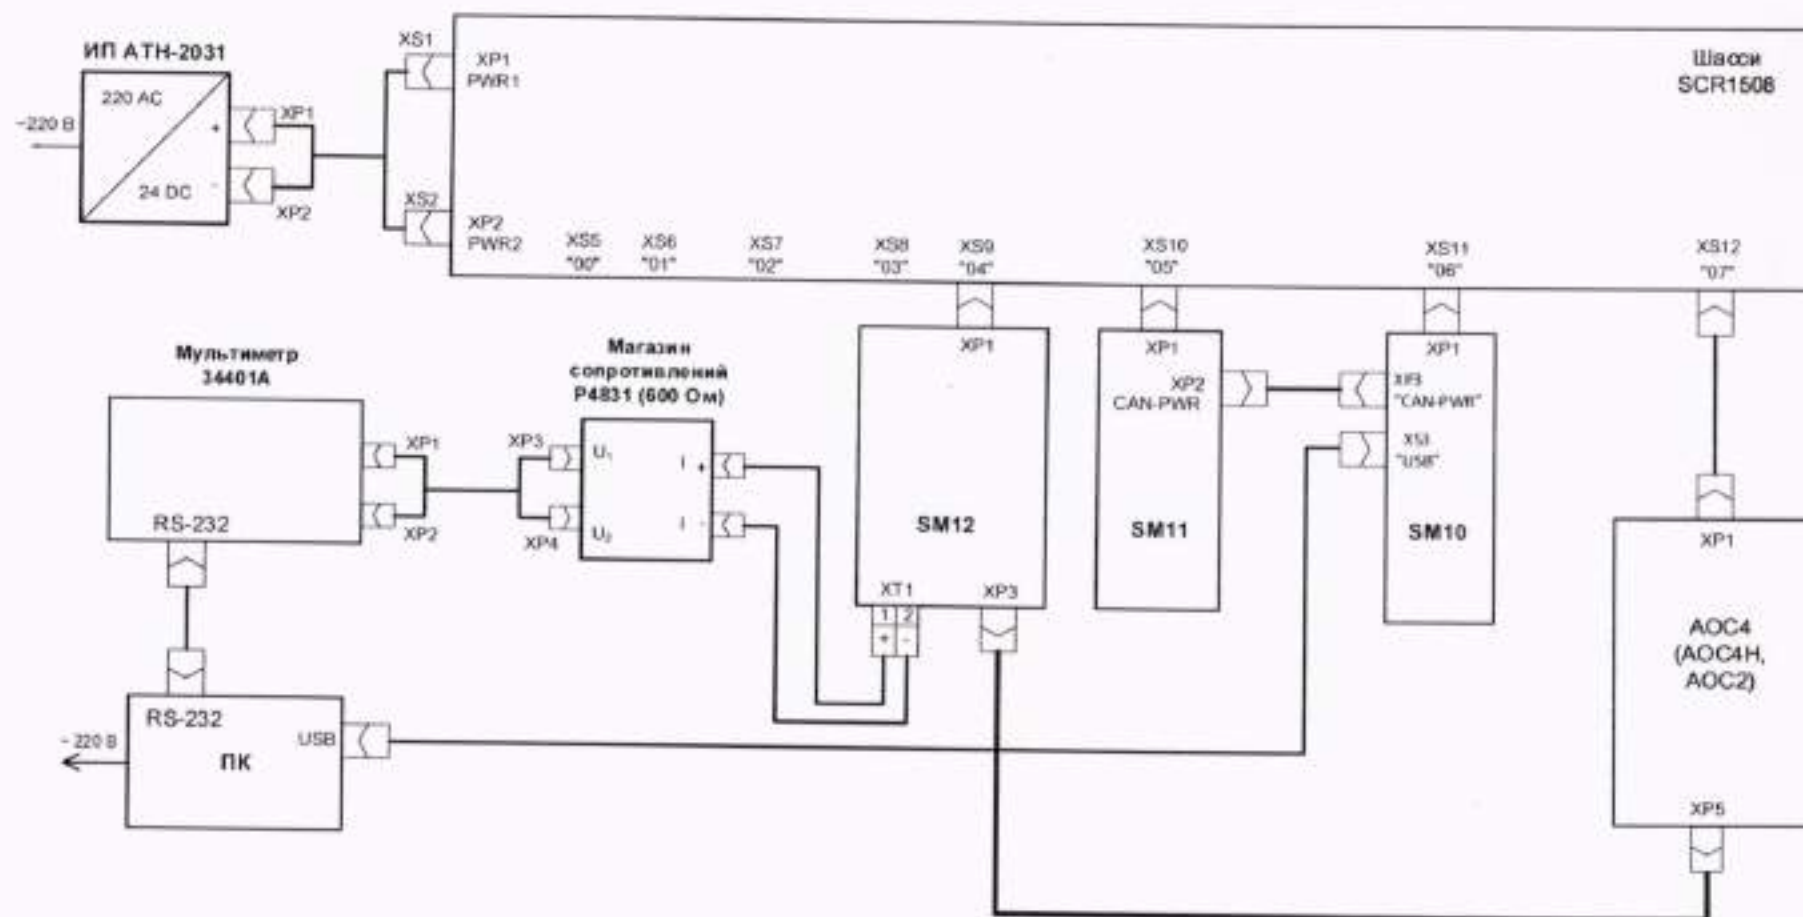 ИП АТН-2031
220 AC
24 DC
+
-
~220 В
XP1
XP2
XS1
XS2
XP1
PWR1
XP2
PWR2
Шасси
SCR1508
XS5
"00"
XS6
"01"
XS7
"02"
XS8
"03"
XS9
"04"
XS10
"05"
XS11
"06"
XS12
"07"
Мультиметр
34401A
RS-232
XP1
XP2
Магазин
сопротивлений
Р4831 (600 Ом)
XP3
XP4
U₁
U₂
I +
I -
XP1
SM12
XT1
1 2
+ -
XP3
XP1
XP2
CAN-PWR
SM11
XP1
XP3
"CAN-PWR"
XS3
"USB"
SM10
XP1
AOC4
(AOC4H,
AOC2)
XP5
RS-232
USB
ПК
~ 220 В